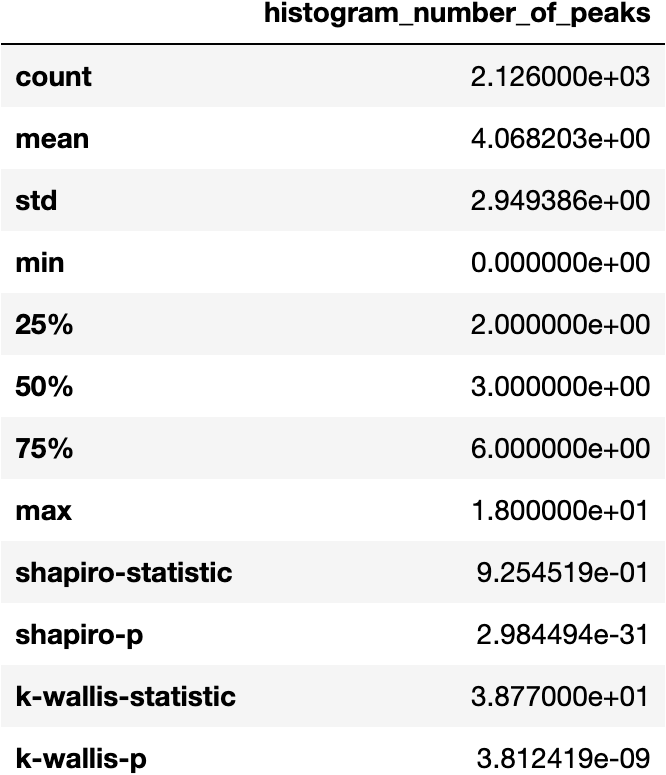 histogram_number_of_peaks
count 2.126000e+03
mean 4.068203e+00
std 2.949386e+00
min 0.000000e+00
25% 2.000000e+00
50% 3.000000e+00
75% 6.000000e+00
max 1.800000e+01
shapiro-statistic 9.254519e-01
shapiro-p 2.984494e-31
k-wallis-statistic 3.877000e+01
k-wallis-p 3.812419e-09